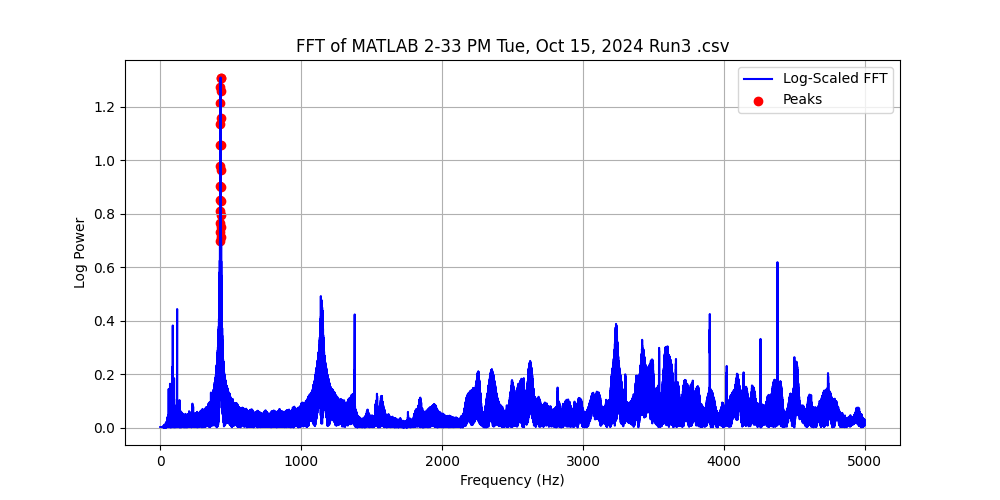 FFT of MATLAB 2-33 PM Tue, Oct 15, 2024 Run3 .csv
Log-Scaled FFT
Peaks
Log Power
1.2
1.0
0.8
0.6
0.4
0.2
0.0
0 1000 2000 3000 4000 5000
Frequency (Hz)